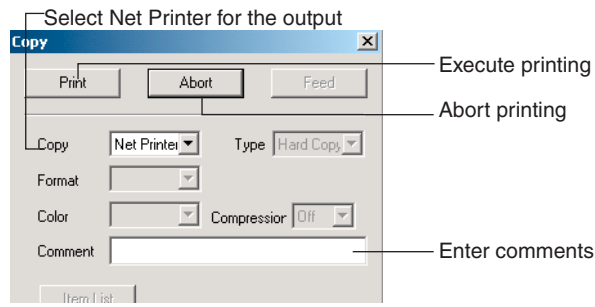 Select Net Printer for the output
Copy
Print Abort Feed
Execute printing
Abort printing
Copy Net Printer Type Hard Copy
Format
Color Compressior Off
Comment
Enter comments
Item List